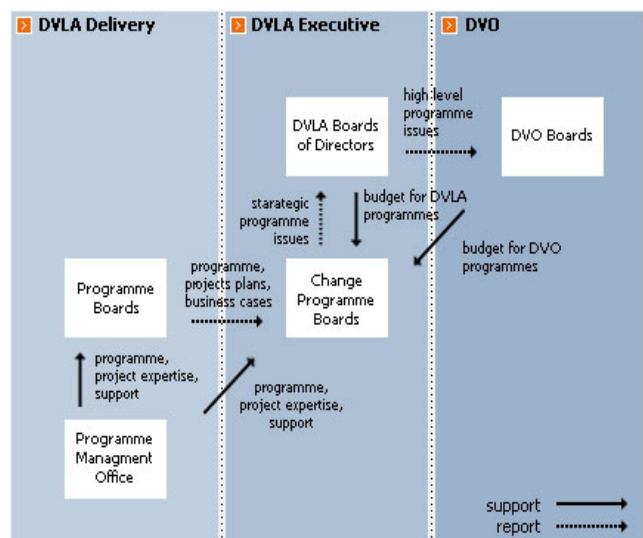 DVLA Delivery
DVLA Executive
DVO
DVLA Boards
of Directors
high level
programme
issues
DVO Boards
starategic
programme
issues
budget for DVLA
programmes
budget for DVO
programmes
Programme
Boards
programme,
projects plans,
business cases
Change
Programme
Boards
programme,
project expertise,
support
programme,
project expertise,
support
Programme
Managment
Office
support
report